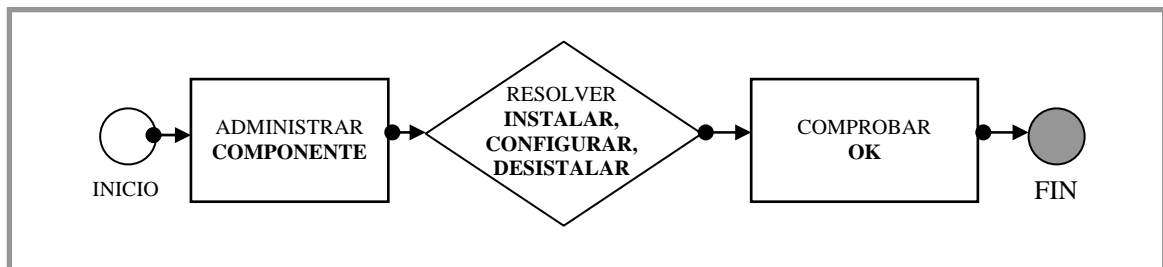 INICIO
ADMINISTRAR
COMPONENTE
RESOLVER
INSTALAR,
CONFIGURAR,
DESISTALAR
COMPROBAR
OK
FIN